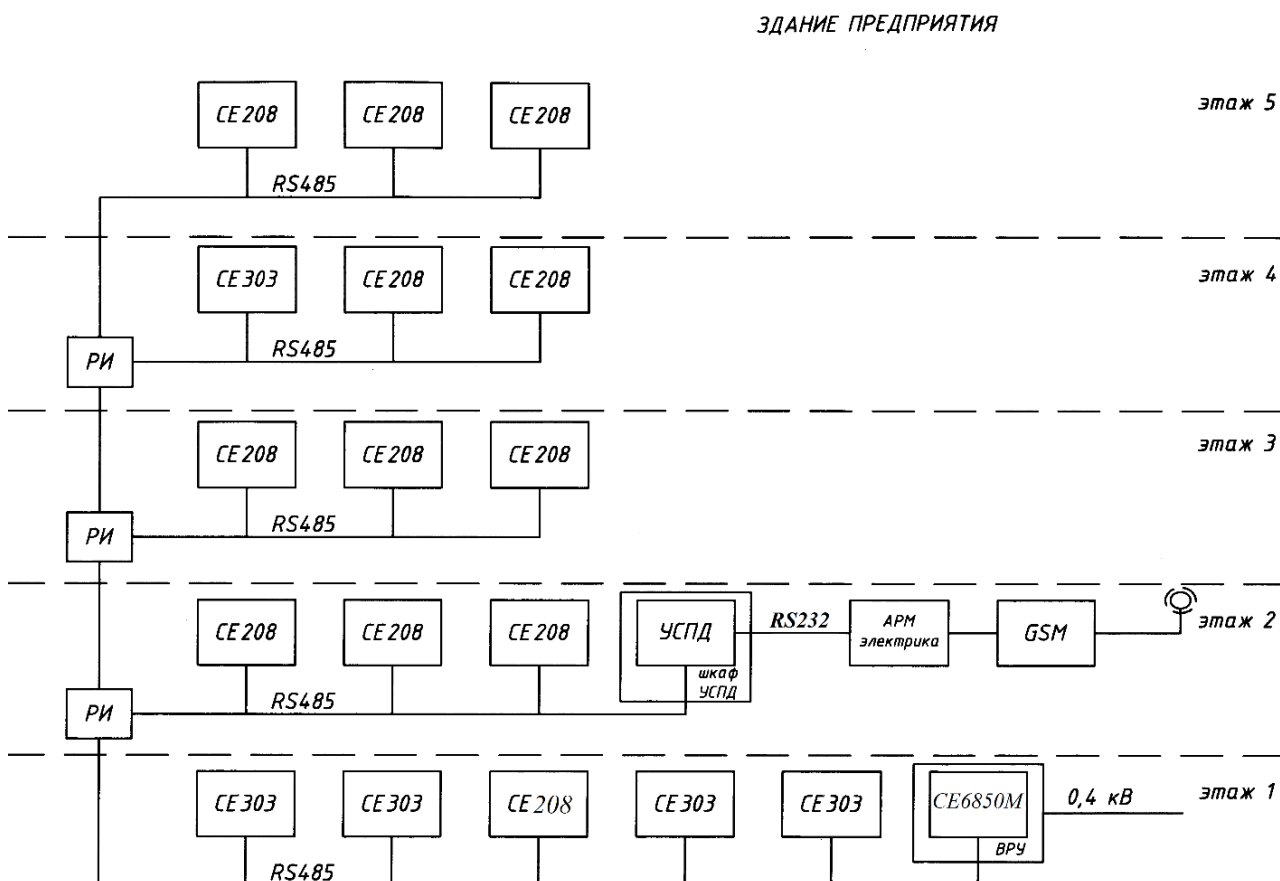 ЗДАНИЕ ПРЕДПРИЯТИЯ
CE208 CE208 CE208 этаж 5
RS485
CE303 CE208 CE208 этаж 4
РИ RS485
CE208 CE208 CE208 этаж 3
РИ RS485
CE208 CE208 CE208 УСПД RS232 АРМ электрика GSM этаж 2
шкаф УСПД
РИ RS485
CE303 CE303 CE208 CE303 CE303 CE6850M 0,4 кВ этаж 1
ВРУ
RS485